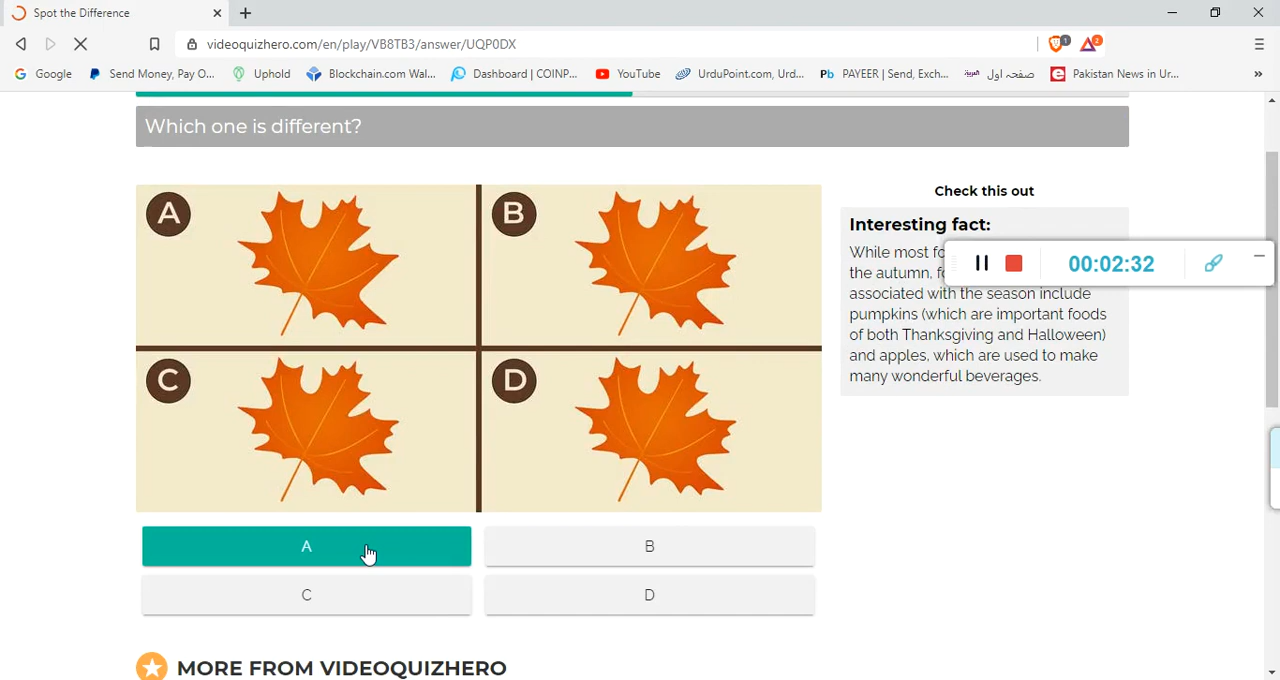 Spot the Difference
videoquizhero.com/en/play/VB8TB3/answer/UQP0DX
1
2
Google
Send Money, Pay O...
Uphold
Blockchain.com Wal...
Dashboard | COINP...
YouTube
UrduPoint.com, Urd...
Pb PAYEER | Send, Exch...
صفحہ اول
e Pakistan News in Ur...
»
Which one is different?
A
B
C
D
Check this out
Interesting fact:
While most fo
the autumn, fo
associated with the season include
pumpkins (which are important foods
of both Thanksgiving and Halloween)
and apples, which are used to make
many wonderful beverages.
00:02:32
A
B
C
D
MORE FROM VIDEOQUIZHERO